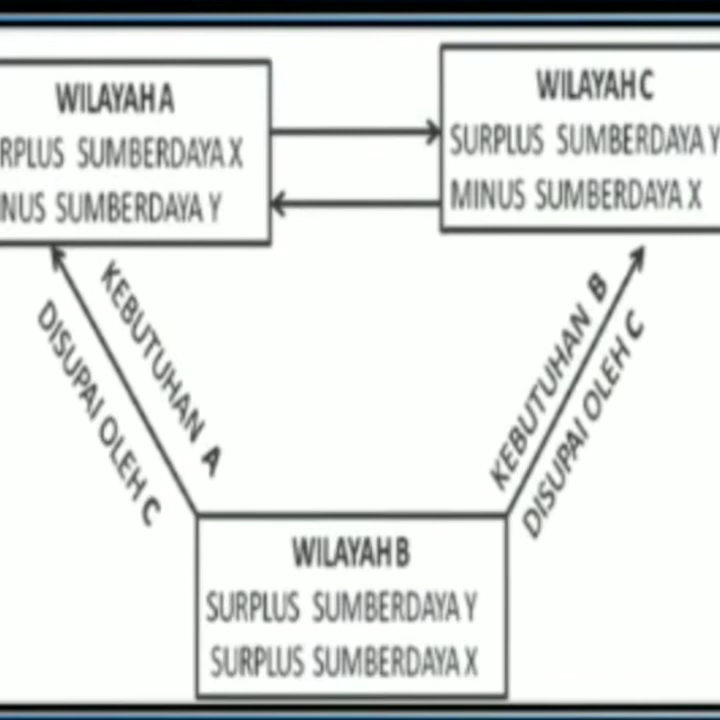 WILAYAH A
RPLUS SUMBERDAYA X
NUS SUMBERDAYA Y
WILAYAH C
SURPLUS SUMBERDAYA Y
MINUS SUMBERDAYA X
KEBUTUHAN A
DISUPAI OLEH C
KEBUTUHAN B
DISUPAI OLEH C
WILAYAH B
SURPLUS SUMBERDAYA Y
SURPLUS SUMBERDAYA X